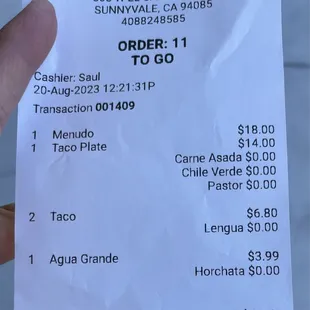 SUNNYVALE, CA 94085
4088248585
ORDER: 11
TO GO
Cashier: Saul
20-Aug-2023 12:21:31P
Transaction 001409
1 Menudo $18.00
1 Taco Plate $14.00
Carne Asada $0.00
Chile Verde $0.00
Pastor $0.00
2 Taco $6.80
Lengua $0.00
1 Agua Grande $3.99
Horchata $0.00